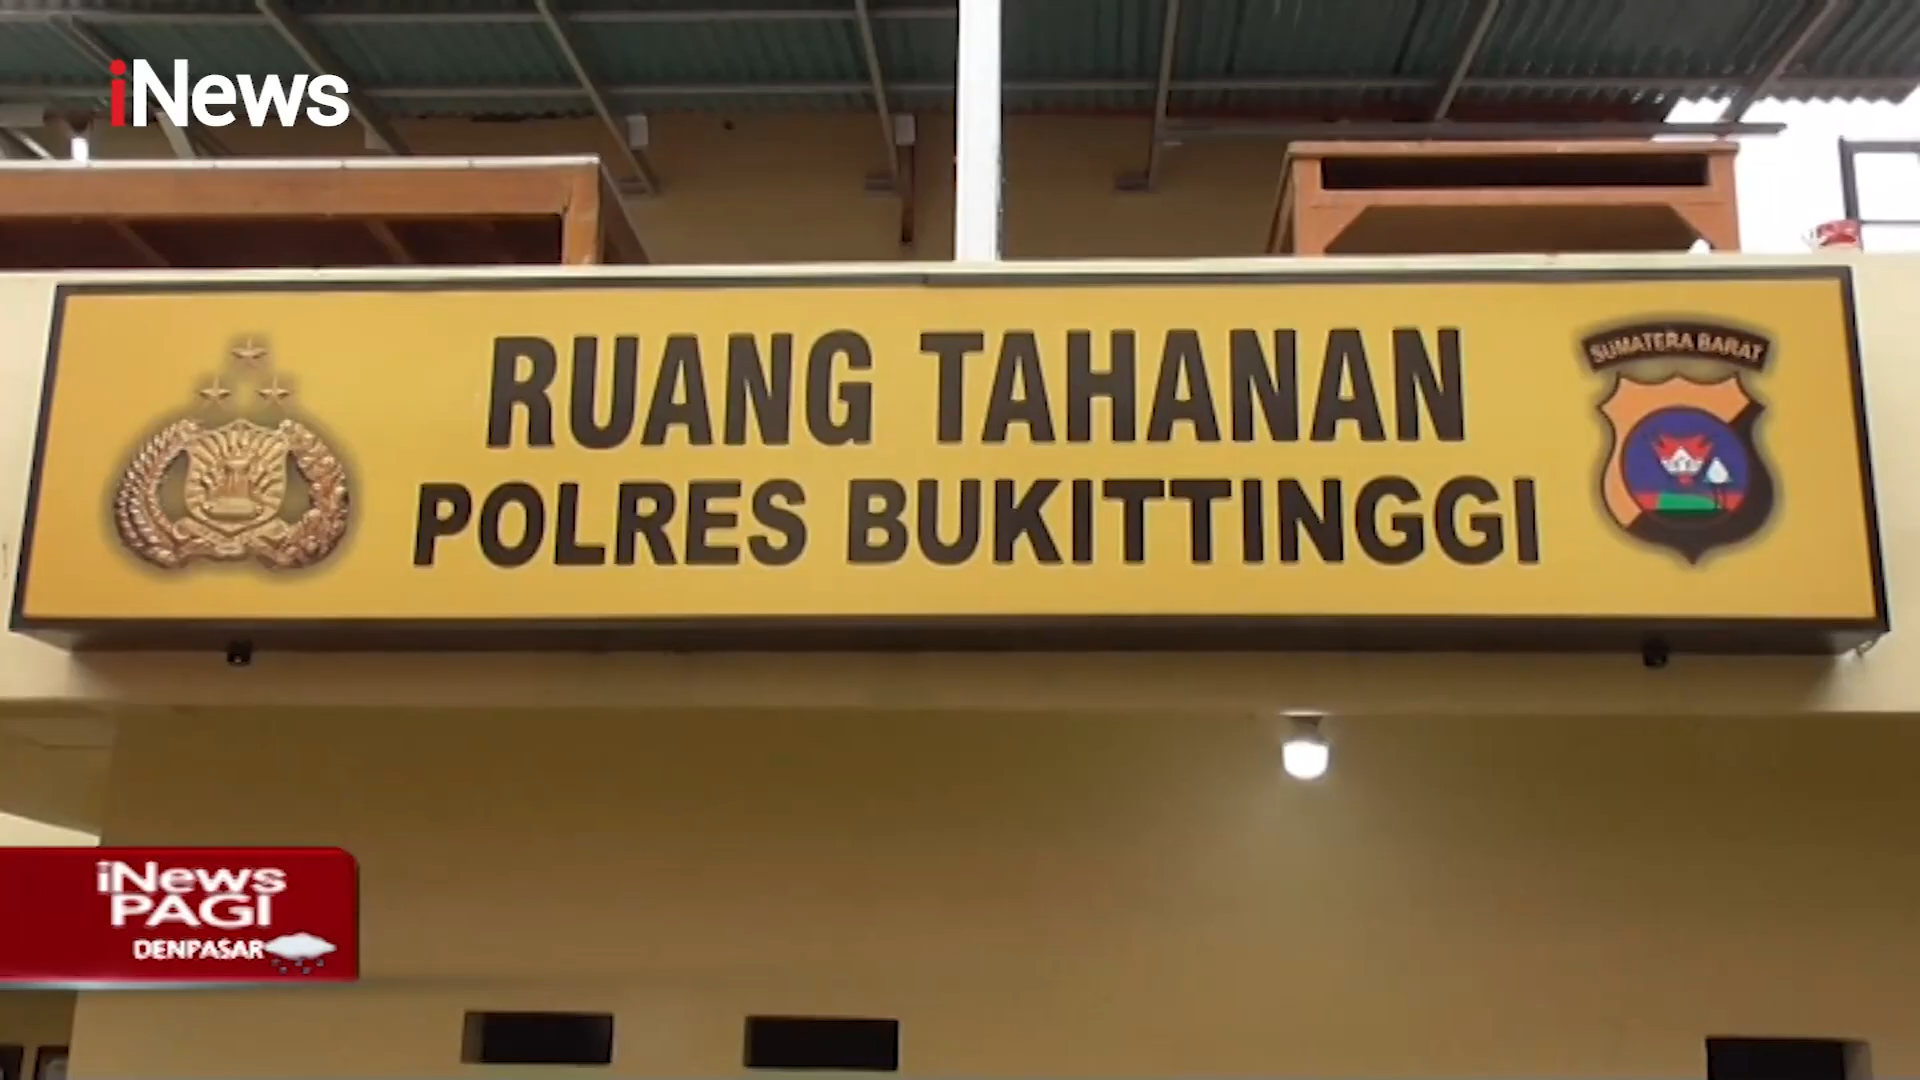 iNews
RUANG TAHANAN
POLRES BUKITTINGGI
SUMATERA BARAT
iNews
PAGI
DENPASAR